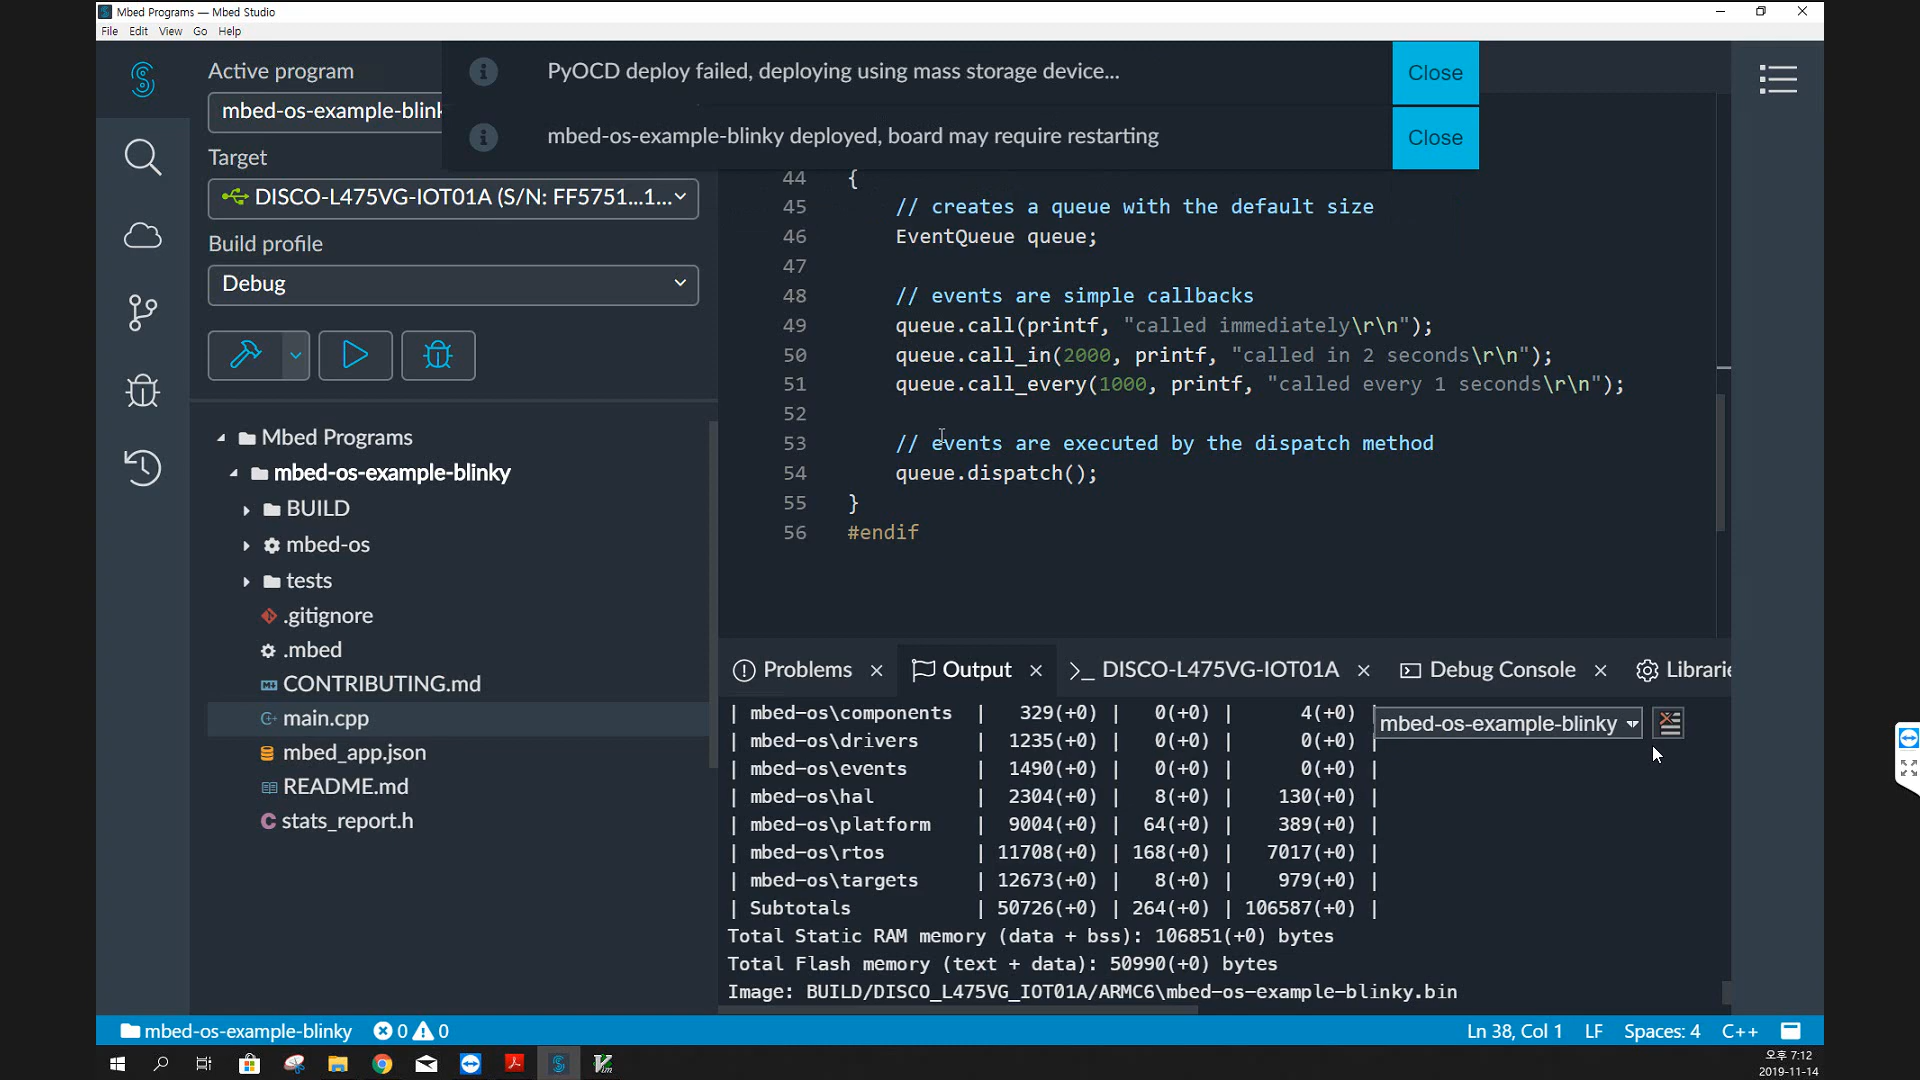 Mbed Programs — Mbed Studio
File Edit View Go Help
Active program
mbed-os-example-blink
PyOCD deploy failed, deploying using mass storage device...
Close
mbed-os-example-blinky deployed, board may require restarting
Close
Target
DISCO-L475VG-IOT01A (S/N: FF5751...1...
Build profile
Debug
Mbed Programs
mbed-os-example-blinky
BUILD
mbed-os
tests
.gitignore
.mbed
CONTRIBUTING.md
main.cpp
mbed_app.json
README.md
stats_report.h
44 {
45 // creates a queue with the default size
46 EventQueue queue;
47
48 // events are simple callbacks
49 queue.call(printf, "called immediately\r\n");
50 queue.call_in(2000, printf, "called in 2 seconds\r\n");
51 queue.call_every(1000, printf, "called every 1 seconds\r\n");
52
53 // events are executed by the dispatch method
54 queue.dispatch();
55 }
56 #endif
Problems × Output × >_ DISCO-L475VG-IOT01A × Debug Console × Librarie
mbed-os-example-blinky
| mbed-os\components | 329(+0) | 0(+0) | 4(+0) |
| mbed-os\drivers | 1235(+0) | 0(+0) | 0(+0) |
| mbed-os\events | 1490(+0) | 0(+0) | 0(+0) |
| mbed-os\hal | 2304(+0) | 8(+0) | 130(+0) |
| mbed-os\platform | 9004(+0) | 64(+0) | 389(+0) |
| mbed-os\rtos | 11708(+0) | 168(+0) | 7017(+0) |
| mbed-os\targets | 12673(+0) | 8(+0) | 979(+0) |
| Subtotals | 50726(+0) | 264(+0) | 106587(+0) |
Total Static RAM memory (data + bss): 106851(+0) bytes
Total Flash memory (text + data): 50990(+0) bytes
Image: BUILD/DISCO_L475VG_IOT01A/ARMC6\mbed-os-example-blinky.bin
mbed-os-example-blinky 0 0 Ln 38, Col 1 LF Spaces: 4 C++
오후 7:12
2019-11-14